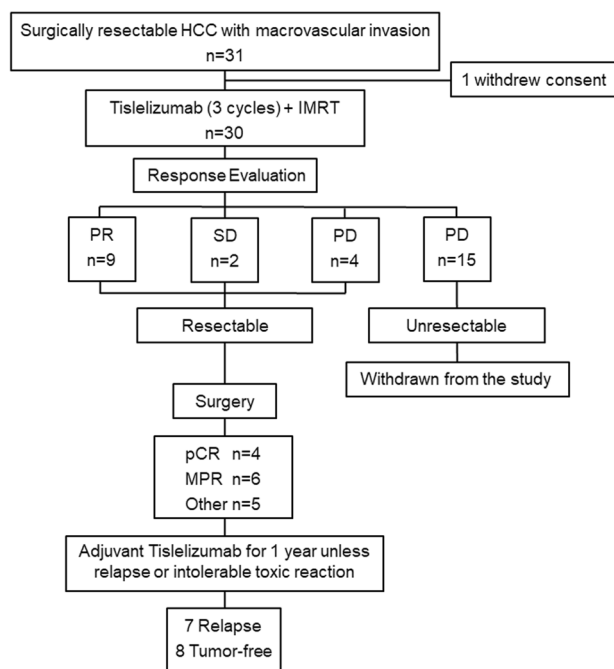 Surgically resectable HCC with macrovascular invasion
n=31
1 withdrew consent
Tislelizumab (3 cycles) + IMRT
n=30
Response Evaluation
PR
n=9
SD
n=2
PD
n=4
PD
n=15
Resectable
Unresectable
Withdrawn from the study
Surgery
pCR n=4
MPR n=6
Other n=5
Adjuvant Tislelizumab for 1 year unless
relapse or intolerable toxic reaction
7 Relapse
8 Tumor-free